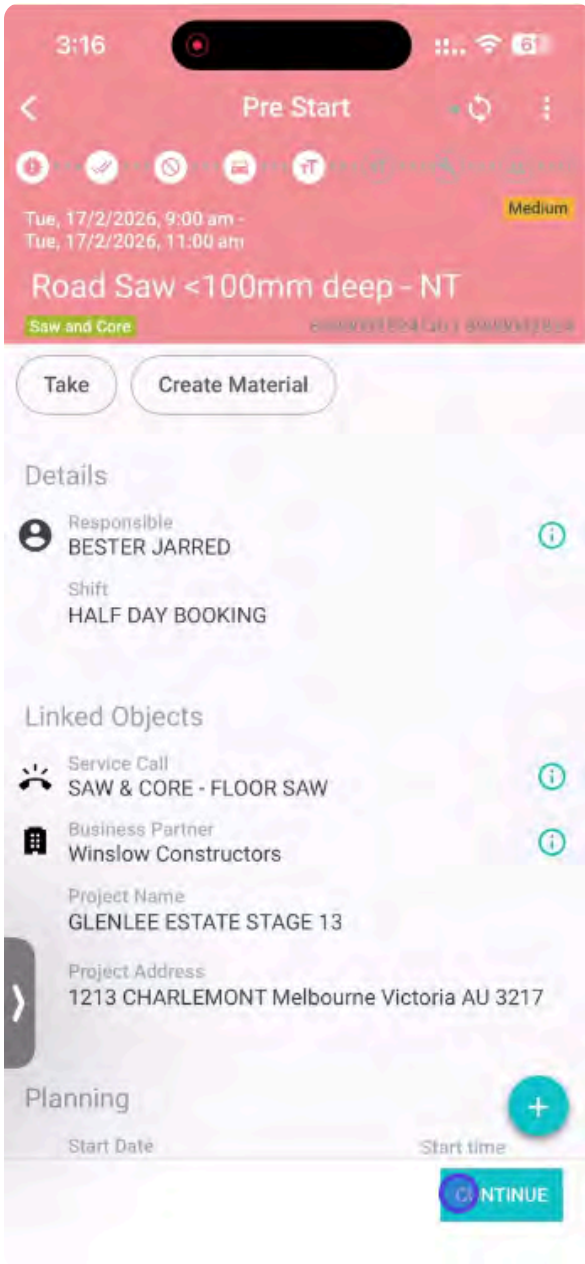 3:16
Pre Start
Tue, 17/2/2026, 9:00 am -
Tue, 17/2/2026, 11:00 am
Medium
Road Saw <100mm deep - NT
Saw and Core
Take
Create Material
Details
Responsible
BESTER JARRED
Shift
HALF DAY BOOKING
Linked Objects
Service Call
SAW & CORE - FLOOR SAW
Business Partner
Winslow Constructors
Project Name
GLENLEE ESTATE STAGE 13
Project Address
1213 CHARLEMONT Melbourne Victoria AU 3217
Planning
Start Date
Start time
CONTINUE